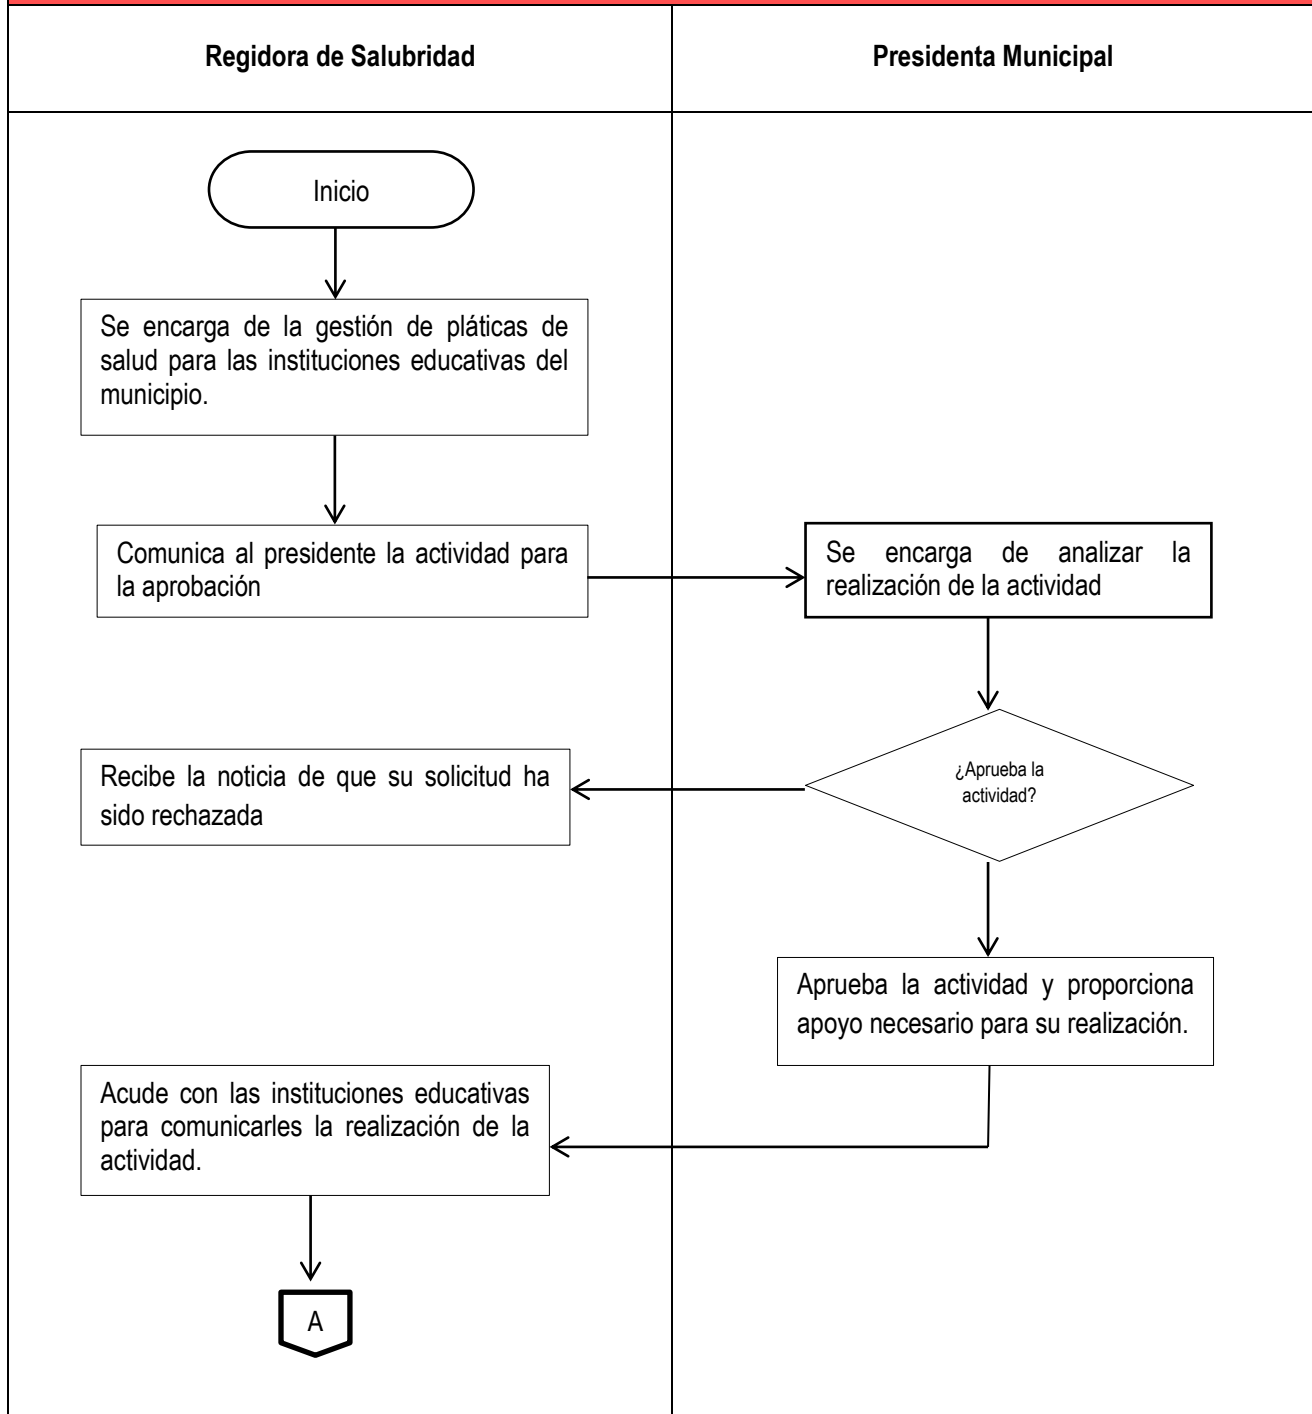 Regidora de Salubridad
Presidenta Municipal
Inicio
Se encarga de la gestión de pláticas de
salud para las instituciones educativas del
municipio.
Comunica al presidente la actividad para
la aprobación
Se encarga de analizar la
realización de la actividad
¿Aprueba la
actividad?
Recibe la noticia de que su solicitud ha
sido rechazada
Aprueba la actividad y proporciona
apoyo necesario para su realización.
Acude con las instituciones educativas
para comunicarles la realización de la
actividad.
A